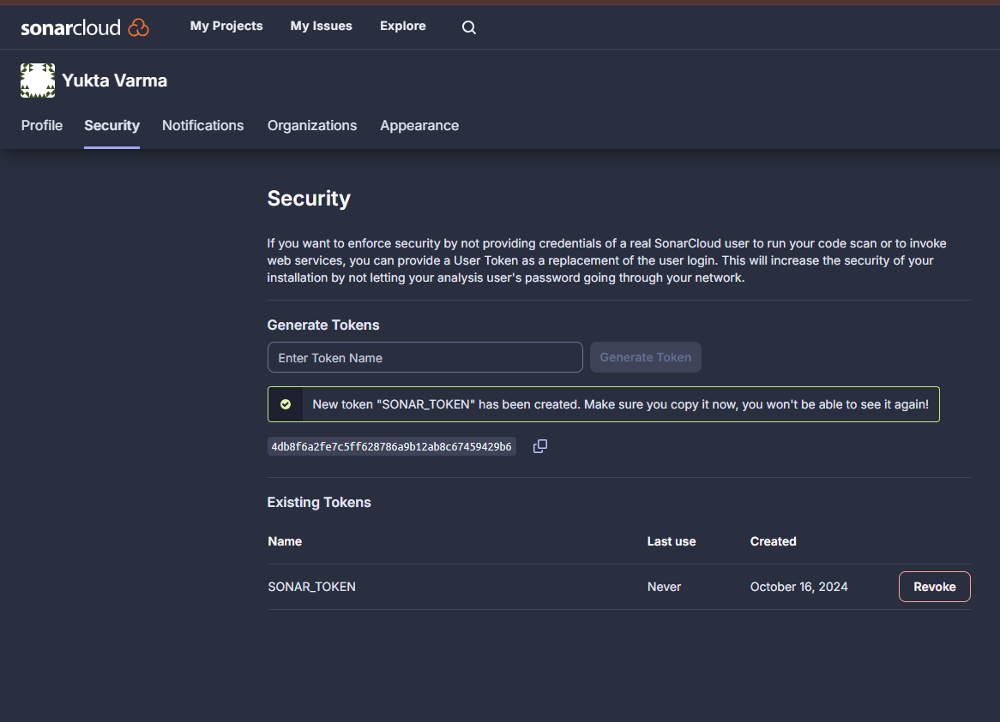 sonarcloud My Projects My Issues Explore
Yukta Varma
Profile Security Notifications Organizations Appearance
Security
If you want to enforce security by not providing credentials of a real SonarCloud user to run your code scan or to invoke
web services, you can provide a User Token as a replacement of the user login. This will increase the security of your
installation by not letting your analysis user's password going through your network.
Generate Tokens
Enter Token Name Generate Token
New token "SONAR_TOKEN" has been created. Make sure you copy it now, you won't be able to see it again!
4db8f6a2fe7c5ff628786a9b12ab8c67459429b6
Existing Tokens
Name Last use Created
SONAR_TOKEN Never October 16, 2024 Revoke